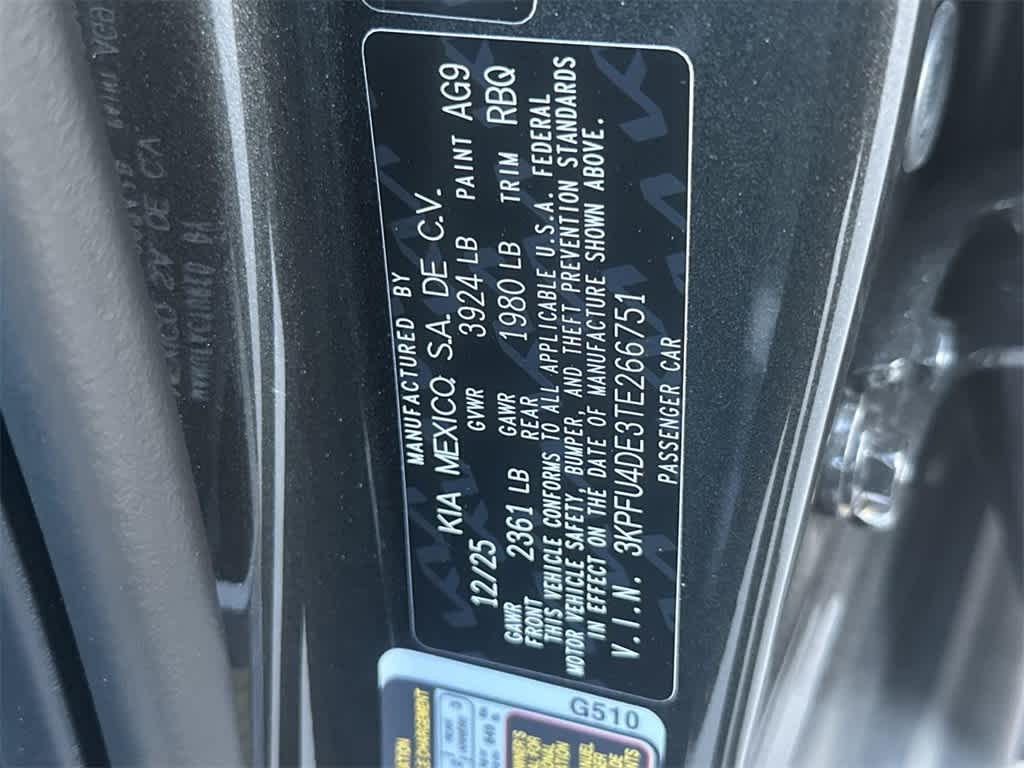 MANUFACTURED BY
KIA MEXICO, S.A. DE C.V.
12/25 GVWR 3924 LB PAINT AG9
GAWR FRONT 2361 LB GAWR REAR 1980 LB TRIM RBQ
THIS VEHICLE CONFORMS TO ALL APPLICABLE U.S.A. FEDERAL
MOTOR VEHICLE SAFETY, BUMPER, AND THEFT PREVENTION STANDARDS
IN EFFECT ON THE DATE OF MANUFACTURE SHOWN ABOVE.
V.I.N. 3KPFU4DE3TE266751
PASSENGER CAR
G510